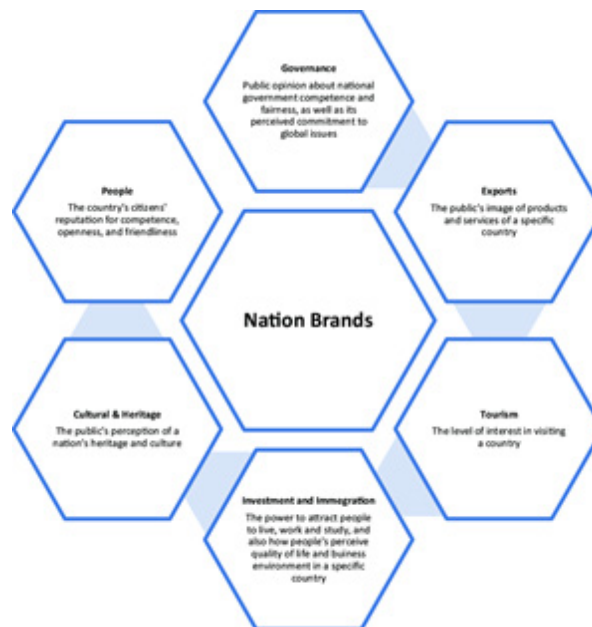 Governance
Public opinion about national
government competence and
fairness, as well as its
perceived commitment to
global issues
People
The country's citizens'
reputation for competence,
openness, and friendliness
Exports
The public's image of products
and services of a specific
country
Nation Brands
Cultural & Heritage
The public's perception of a
nation's heritage and culture
Tourism
The level of interest in visiting
a country
Investment and Immegration
The power to attract people
to live, work and study, and
also how people's perceive
quality of life and buiness
environment in a specific
country